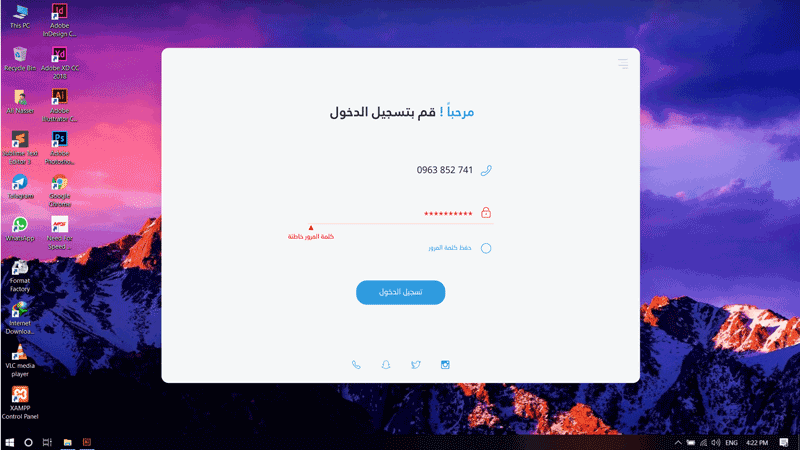 This PC
Adobe
InDesign C...
Recycle Bin
Adobe XD CC
2018
Ali Nasser
Adobe
Illustrator C...
Sublime Text
Editor 3
Adobe
Photosho...
Telegram
Google
Chrome
WhatsApp
Need For
Speed ...
Format
Factory
Internet
Downloa...
VLC media
player
XAMPP
Control Panel
مرحباً ! قم بتسجيل الدخول
0963 852 741
**********
كلمة المرور خاطئة
حفظ كلمة المرور
تسجيل الدخول
ENG
4:22 PM